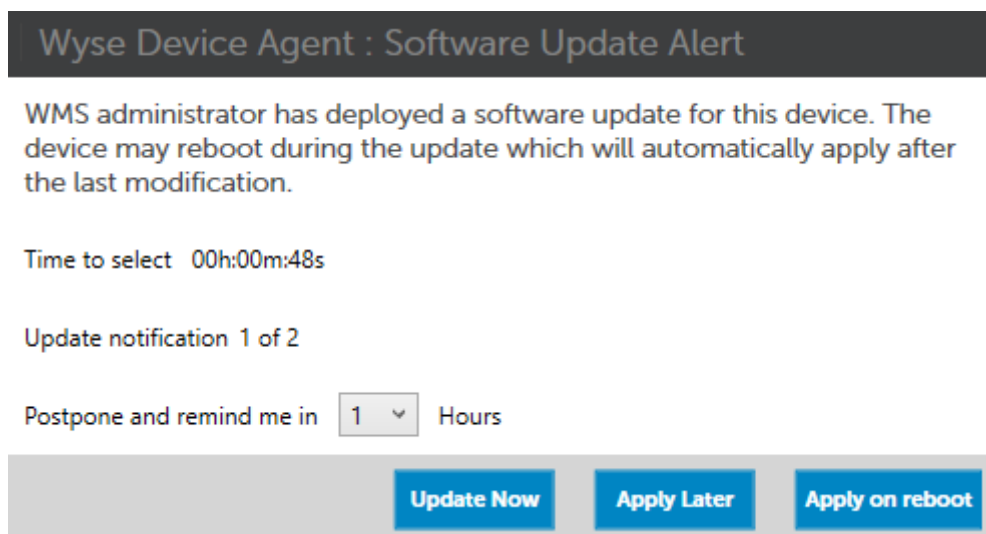 Wyse Device Agent : Software Update Alert
WMS administrator has deployed a software update for this device. The
device may reboot during the update which will automatically apply after
the last modification.
Time to select 00h:00m:48s
Update notification 1 of 2
Postpone and remind me in 1 Hours
Update Now Apply Later Apply on reboot